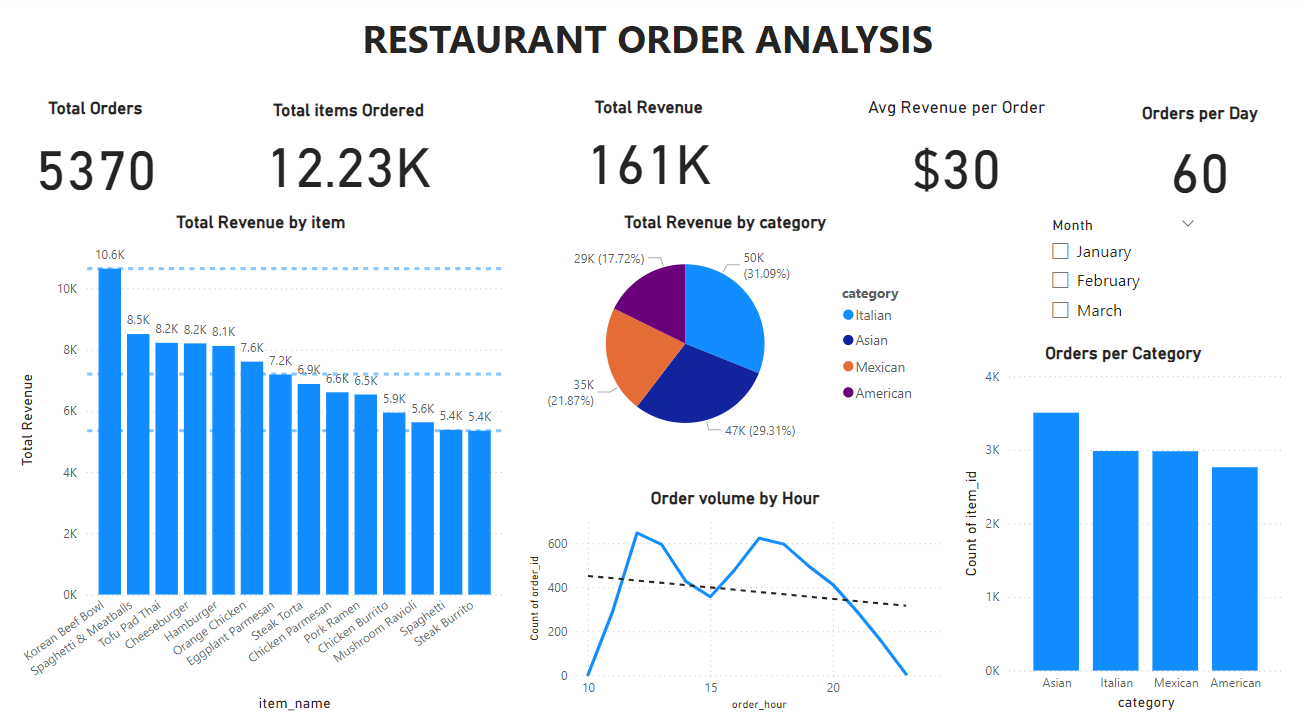 RESTAURANT ORDER ANALYSIS
Total Orders
5370
Total items Ordered
12.23K
Total Revenue
161K
Avg Revenue per Order
$30
Orders per Day
60
Total Revenue by item
Total Revenue
10K
8K
6K
4K
2K
0K
10.6K
8.5K
8.2K
8.2K
8.1K
7.6K
7.2K
6.9K
6.6K
6.5K
5.9K
5.6K
5.4K
5.4K
Korean Beef Bowl
Spaghetti & Meatballs
Tofu Pad Thai
Cheeseburger
Hamburger
Orange Chicken
Eggplant Parmesan
Steak Torta
Chicken Parmesan
Pork Ramen
Chicken Burrito
Mushroom Ravioli
Spaghetti
Steak Burrito
item_name
Total Revenue by category
29K (17.72%)
50K
(31.09%)
35K
(21.87%)
47K (29.31%)
category
Italian
Asian
Mexican
American
Order volume by Hour
Count of order_id
600
400
200
0
10
15
20
order_hour
Month
January
February
March
Orders per Category
Count of item_id
4K
3K
2K
1K
0K
Asian
Italian
Mexican
American
category